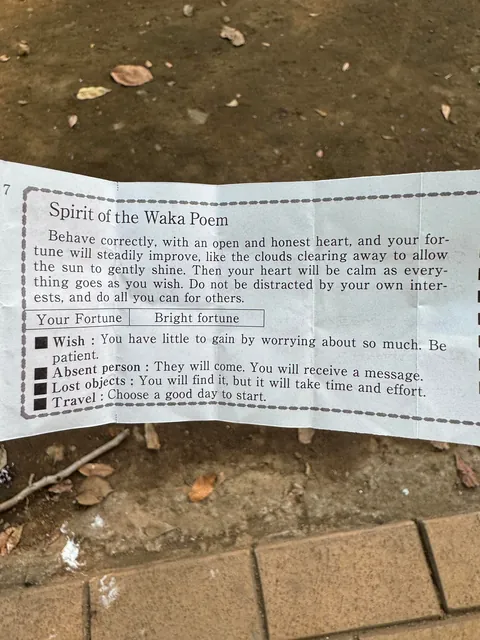 7
Spirit of the Waka Poem
Behave correctly, with an open and honest heart, and your for-
tune will steadily improve, like the clouds clearing away to allow
the sun to gently shine. Then your heart will be calm as every-
thing goes as you wish. Do not be distracted by your own inter-
ests, and do all you can for others.
Your Fortune Bright fortune
■ Wish : You have little to gain by worrying about so much. Be
patient.
■ Absent person : They will come. You will receive a message.
■ Lost objects : You will find it, but it will take time and effort.
■ Travel : Choose a good day to start.